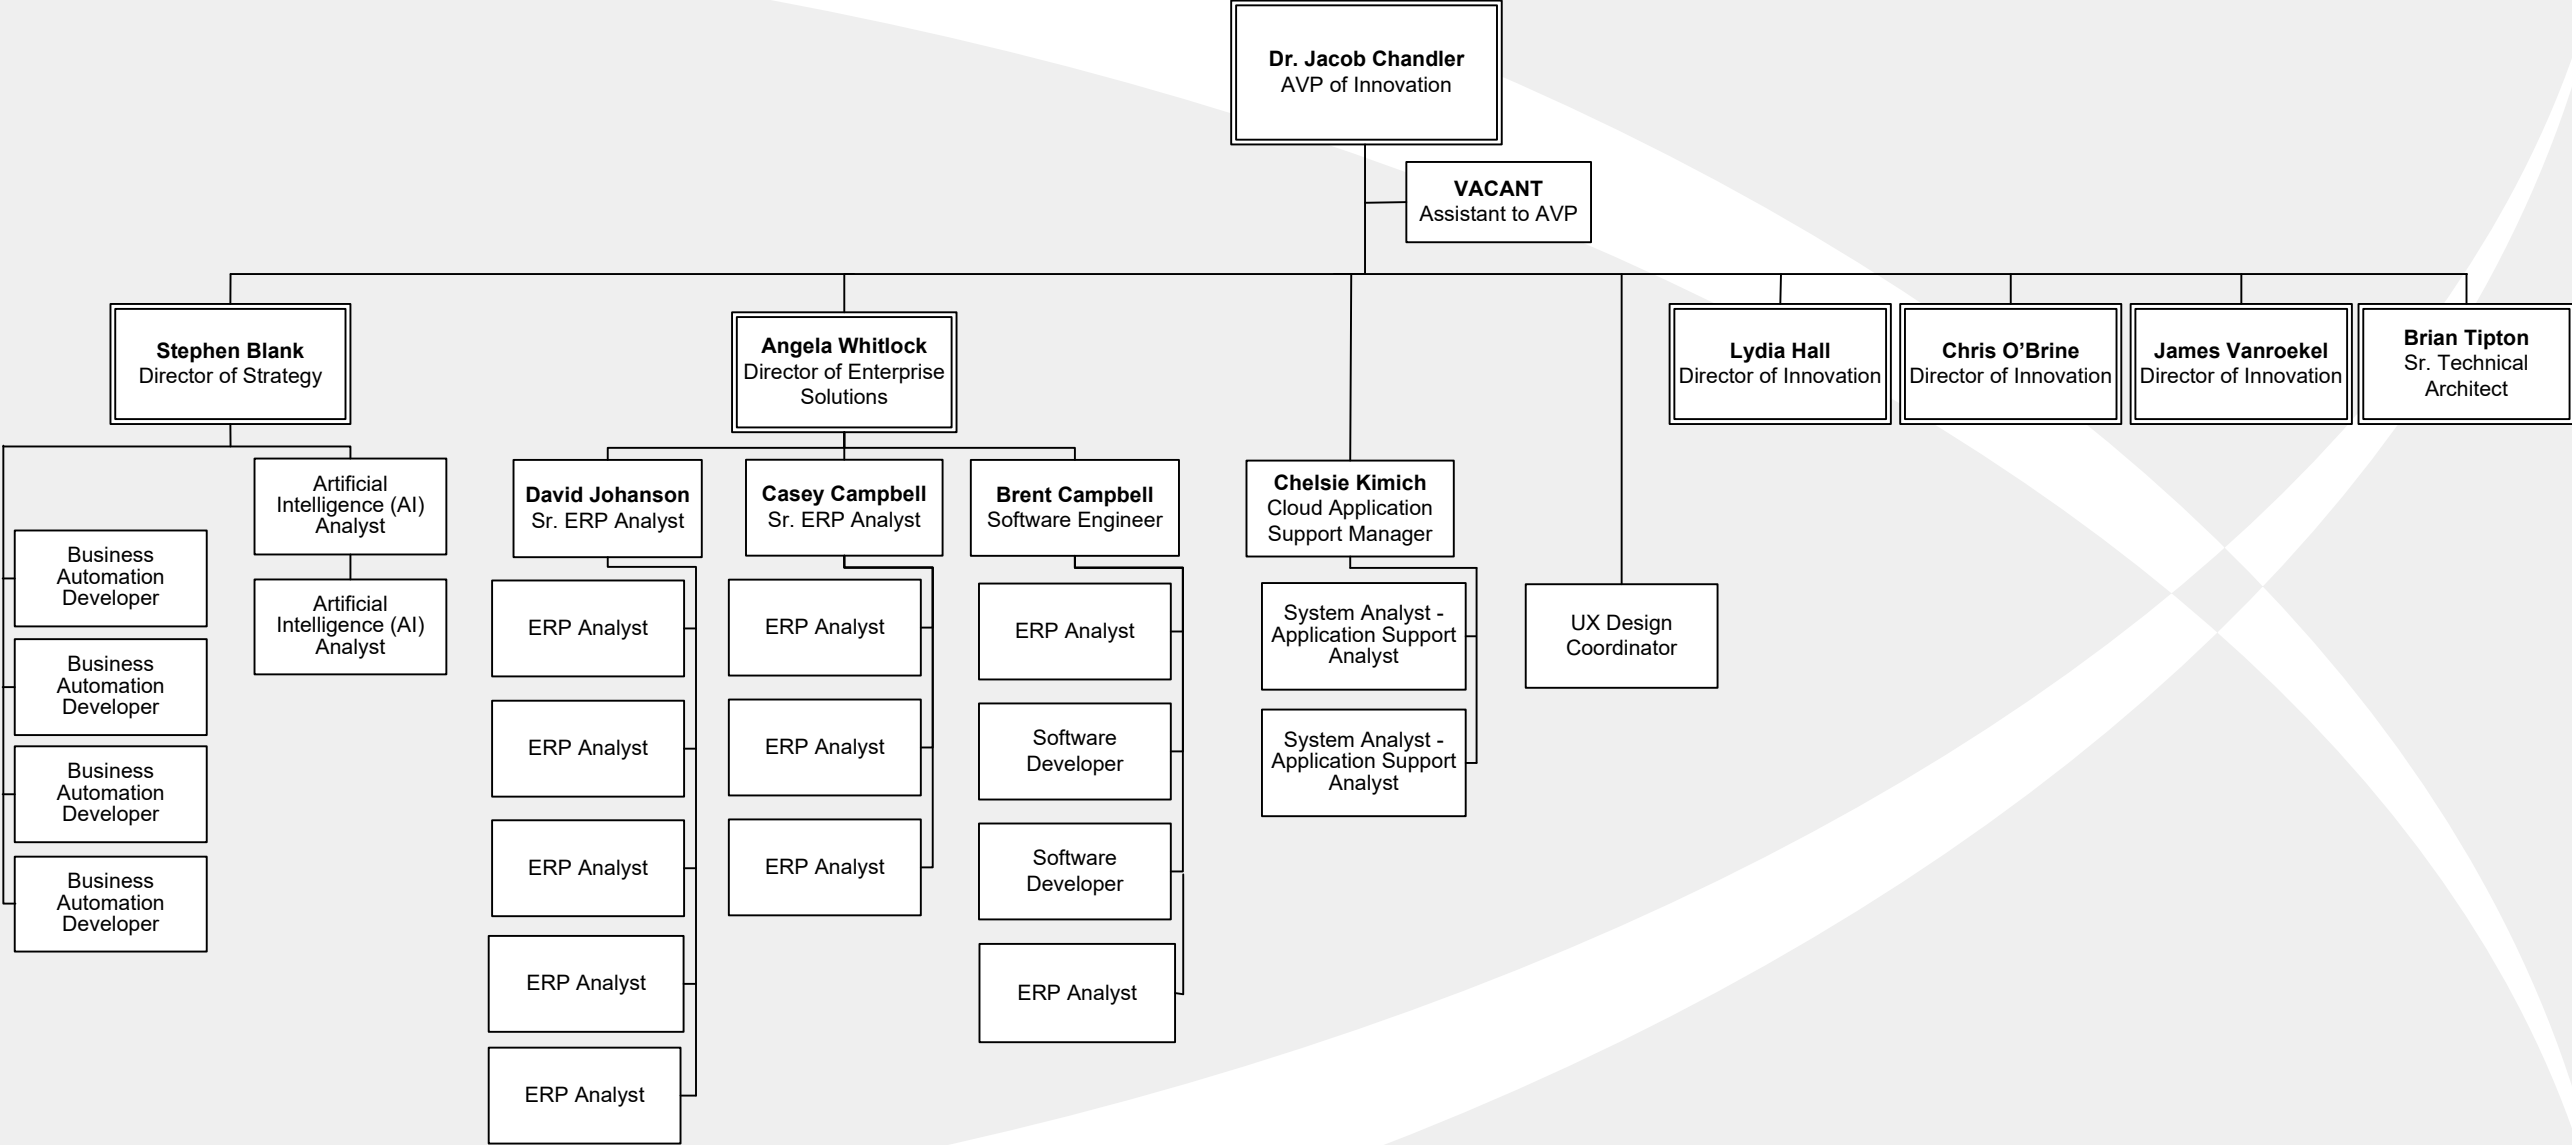 Dr. Jacob Chandler
AVP of Innovation
VACANT
Assistant to AVP
Stephen Blank
Director of Strategy
Angela Whitlock
Director of Enterprise
Solutions
Lydia Hall
Director of Innovation
Chris O’Brine
Director of Innovation
James Vanroekel
Director of Innovation
Brian Tipton
Sr. Technical
Architect
Business
Automation
Developer
Business
Automation
Developer
Business
Automation
Developer
Business
Automation
Developer
Artificial
Intelligence (AI)
Analyst
Artificial
Intelligence (AI)
Analyst
David Johanson
Sr. ERP Analyst
ERP Analyst
ERP Analyst
ERP Analyst
ERP Analyst
ERP Analyst
Casey Campbell
Sr. ERP Analyst
ERP Analyst
ERP Analyst
ERP Analyst
Brent Campbell
Software Engineer
ERP Analyst
Software
Developer
Software
Developer
ERP Analyst
Chelsie Kimich
Cloud Application
Support Manager
System Analyst -
Application Support
Analyst
System Analyst -
Application Support
Analyst
UX Design
Coordinator